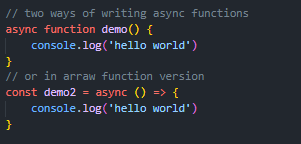 // two ways of writing async functions
async function demo() {
    console.log('hello world')
}
// or in arraw function version
const demo2 = async () => {
    console.log('hello world')
}